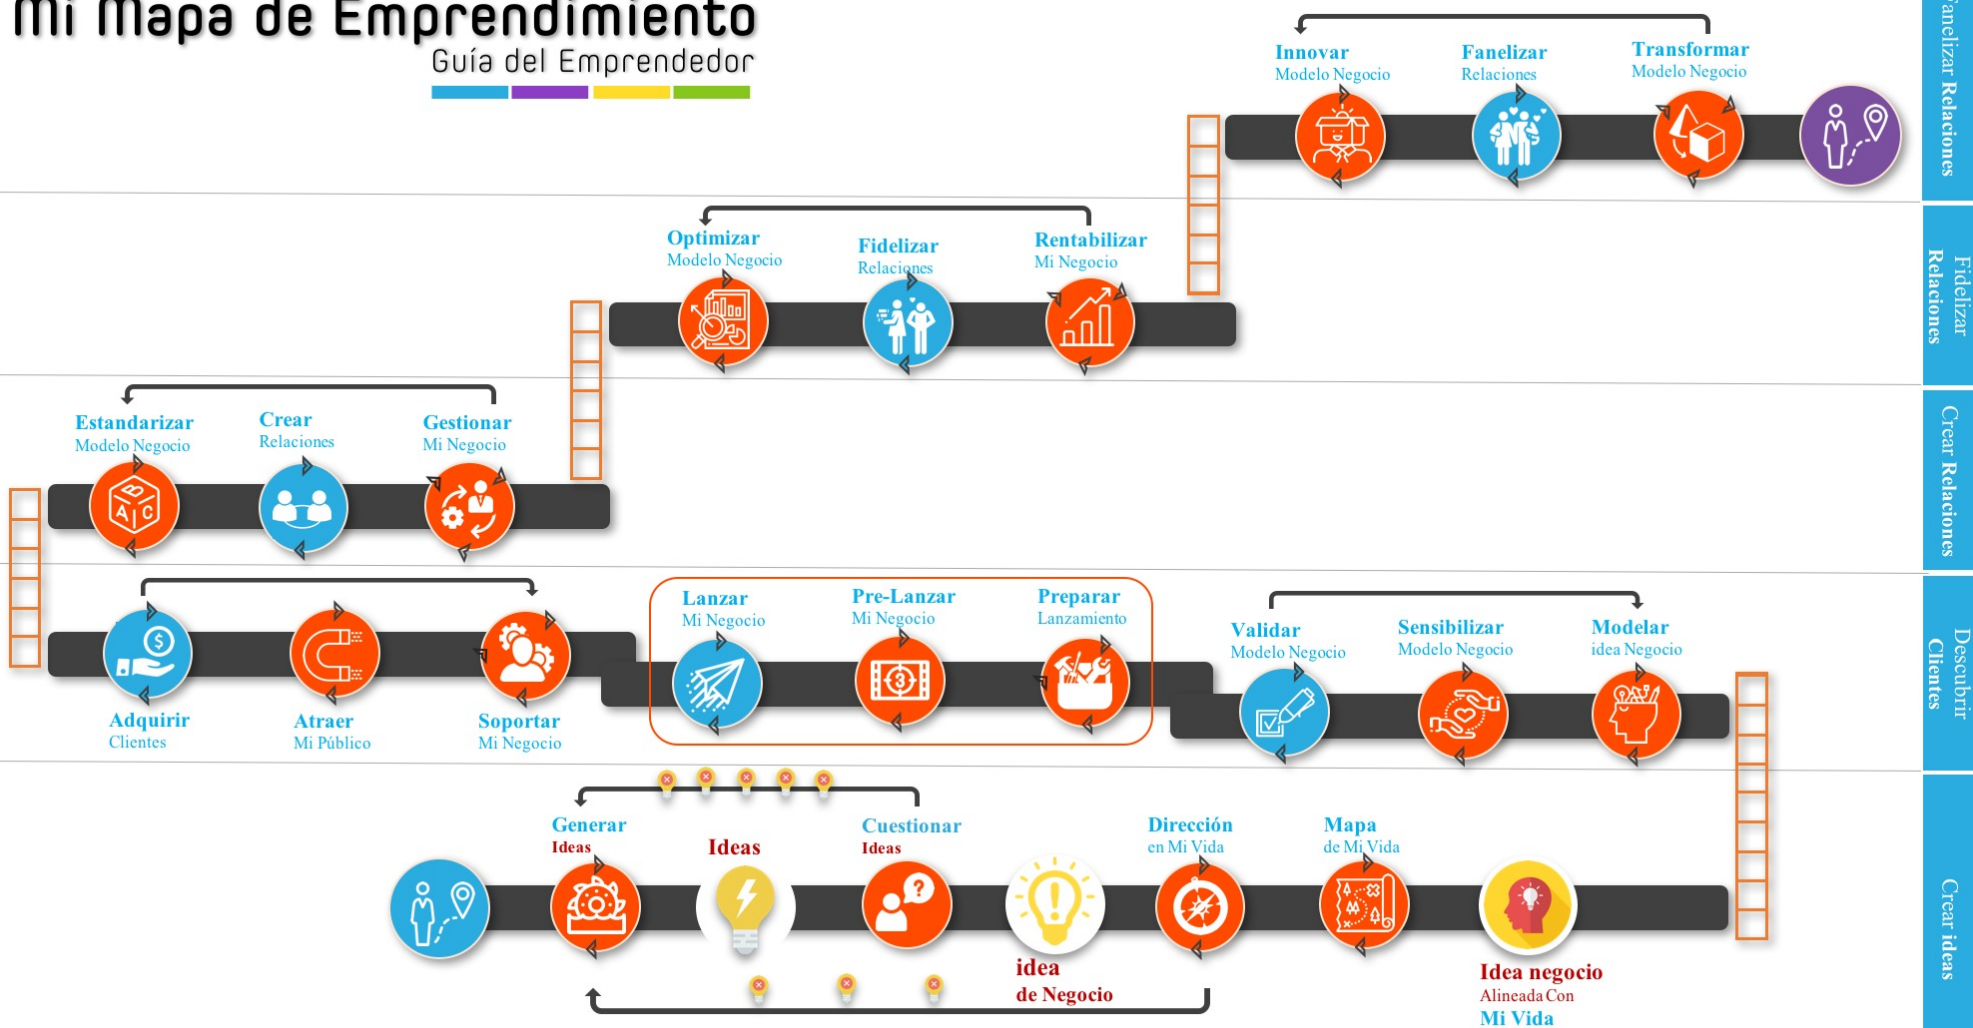 Mi Mapa de Emprendimiento
Guía del Emprendedor
Innovar
Modelo Negocio
Fanelizar
Relaciones
Transformar
Modelo Negocio
Fanelizar Relaciones
Optimizar
Modelo Negocio
Fidelizar
Relaciones
Rentabilizar
Mi Negocio
Fidelizar
Relaciones
Estandarizar
Modelo Negocio
Crear
Relaciones
Gestionar
Mi Negocio
B
A
C
Crear Relaciones
Lanzar
Mi Negocio
Pre-Lanzar
Mi Negocio
Preparar
Lanzamiento
Validar
Modelo Negocio
Sensibilizar
Modelo Negocio
Modelar
idea Negocio
$
3
Adquirir
Clientes
Atraer
Mi Público
Soportar
Mi Negocio
Descubrir
Clientes
Generar
Ideas
Ideas
Cuestionar
Ideas
?
Dirección
en Mi Vida
Mapa
de Mi Vida
idea
de Negocio
Idea negocio
Alineada Con
Mi Vida
Crear ideas